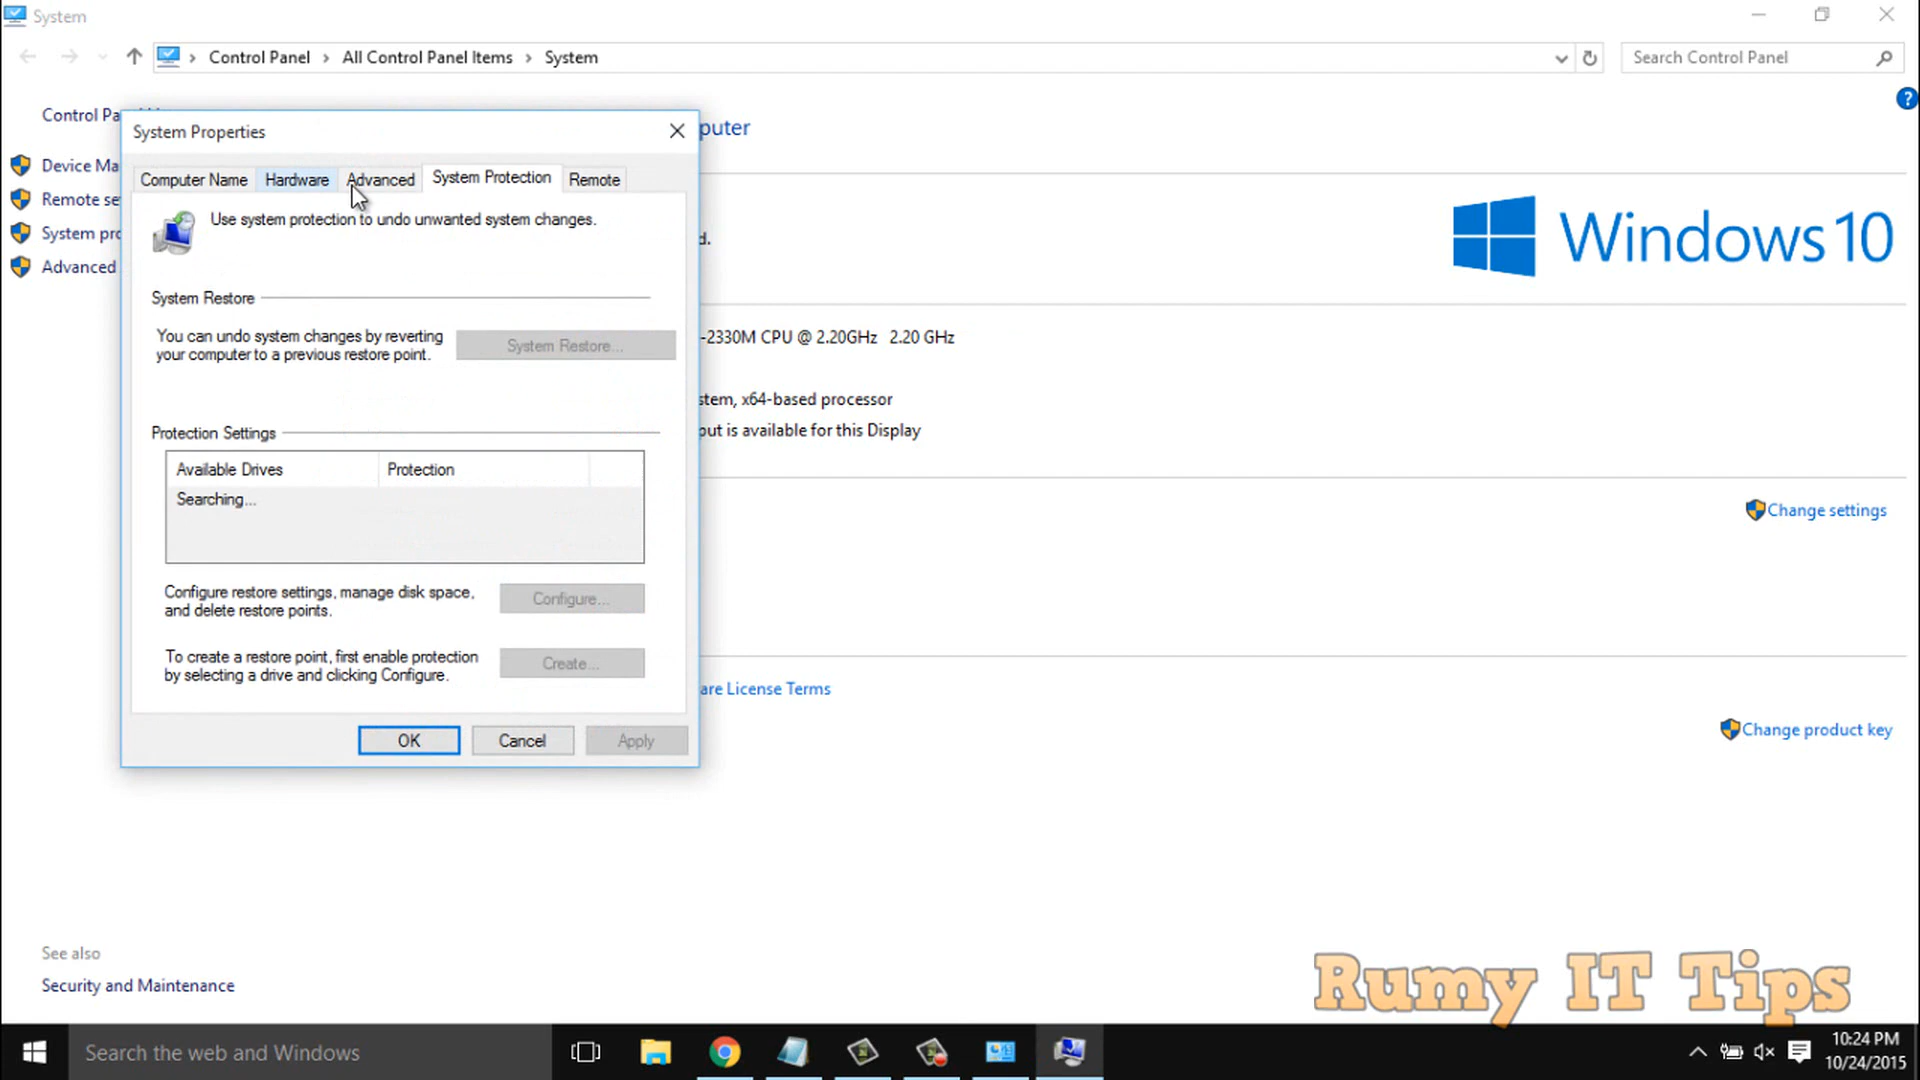 System
Control Panel > All Control Panel Items > System
Search Control Panel
Control Pa
Device Ma
Remote se
System pro
Advanced
System Properties
Computer Name
Hardware
Advanced
System Protection
Remote
Use system protection to undo unwanted system changes.
System Restore
You can undo system changes by reverting
your computer to a previous restore point.
System Restore...
Protection Settings
Available Drives
Protection
Searching...
Configure restore settings, manage disk space,
and delete restore points.
Configure...
To create a restore point, first enable protection
by selecting a drive and clicking Configure.
Create...
OK
Cancel
Apply
puter
d.
Windows 10
-2330M CPU @ 2.20GHz 2.20 GHz
stem, x64-based processor
put is available for this Display
Change settings
are License Terms
Change product key
See also
Security and Maintenance
Rumy IT Tips
Search the web and Windows
10:24 PM
10/24/2015